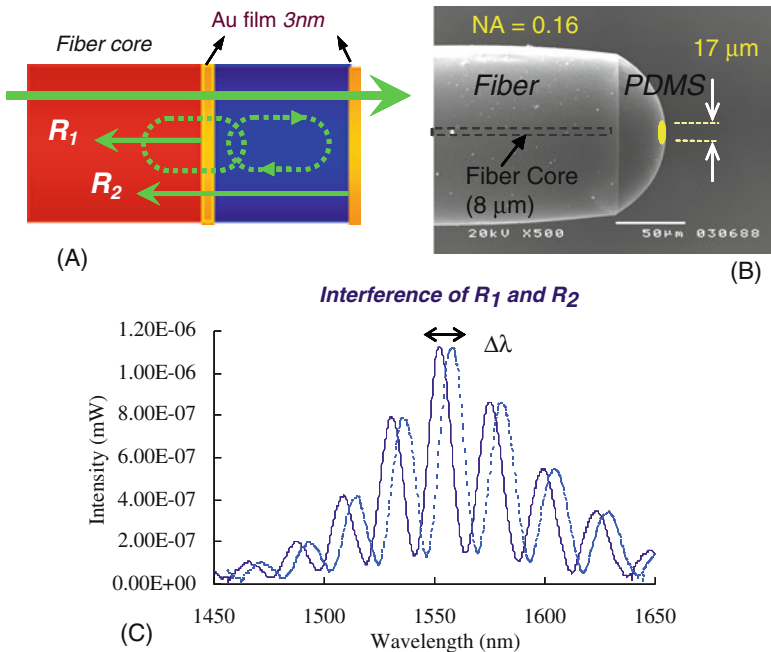 (A)
Au film 3nm
Fiber core
R1
R2
(B)
NA = 0.16
17 μm
Fiber
PDMS
Fiber Core
(8 μm)
20kV X500
50μm 030688
(C)
Interference of R1 and R2
Δλ
Intensity (mW)
1.20E-06
1.00E-06
8.00E-07
6.00E-07
4.00E-07
2.00E-07
0.00E+00
1450
1500
1550
1600
1650
Wavelength (nm)